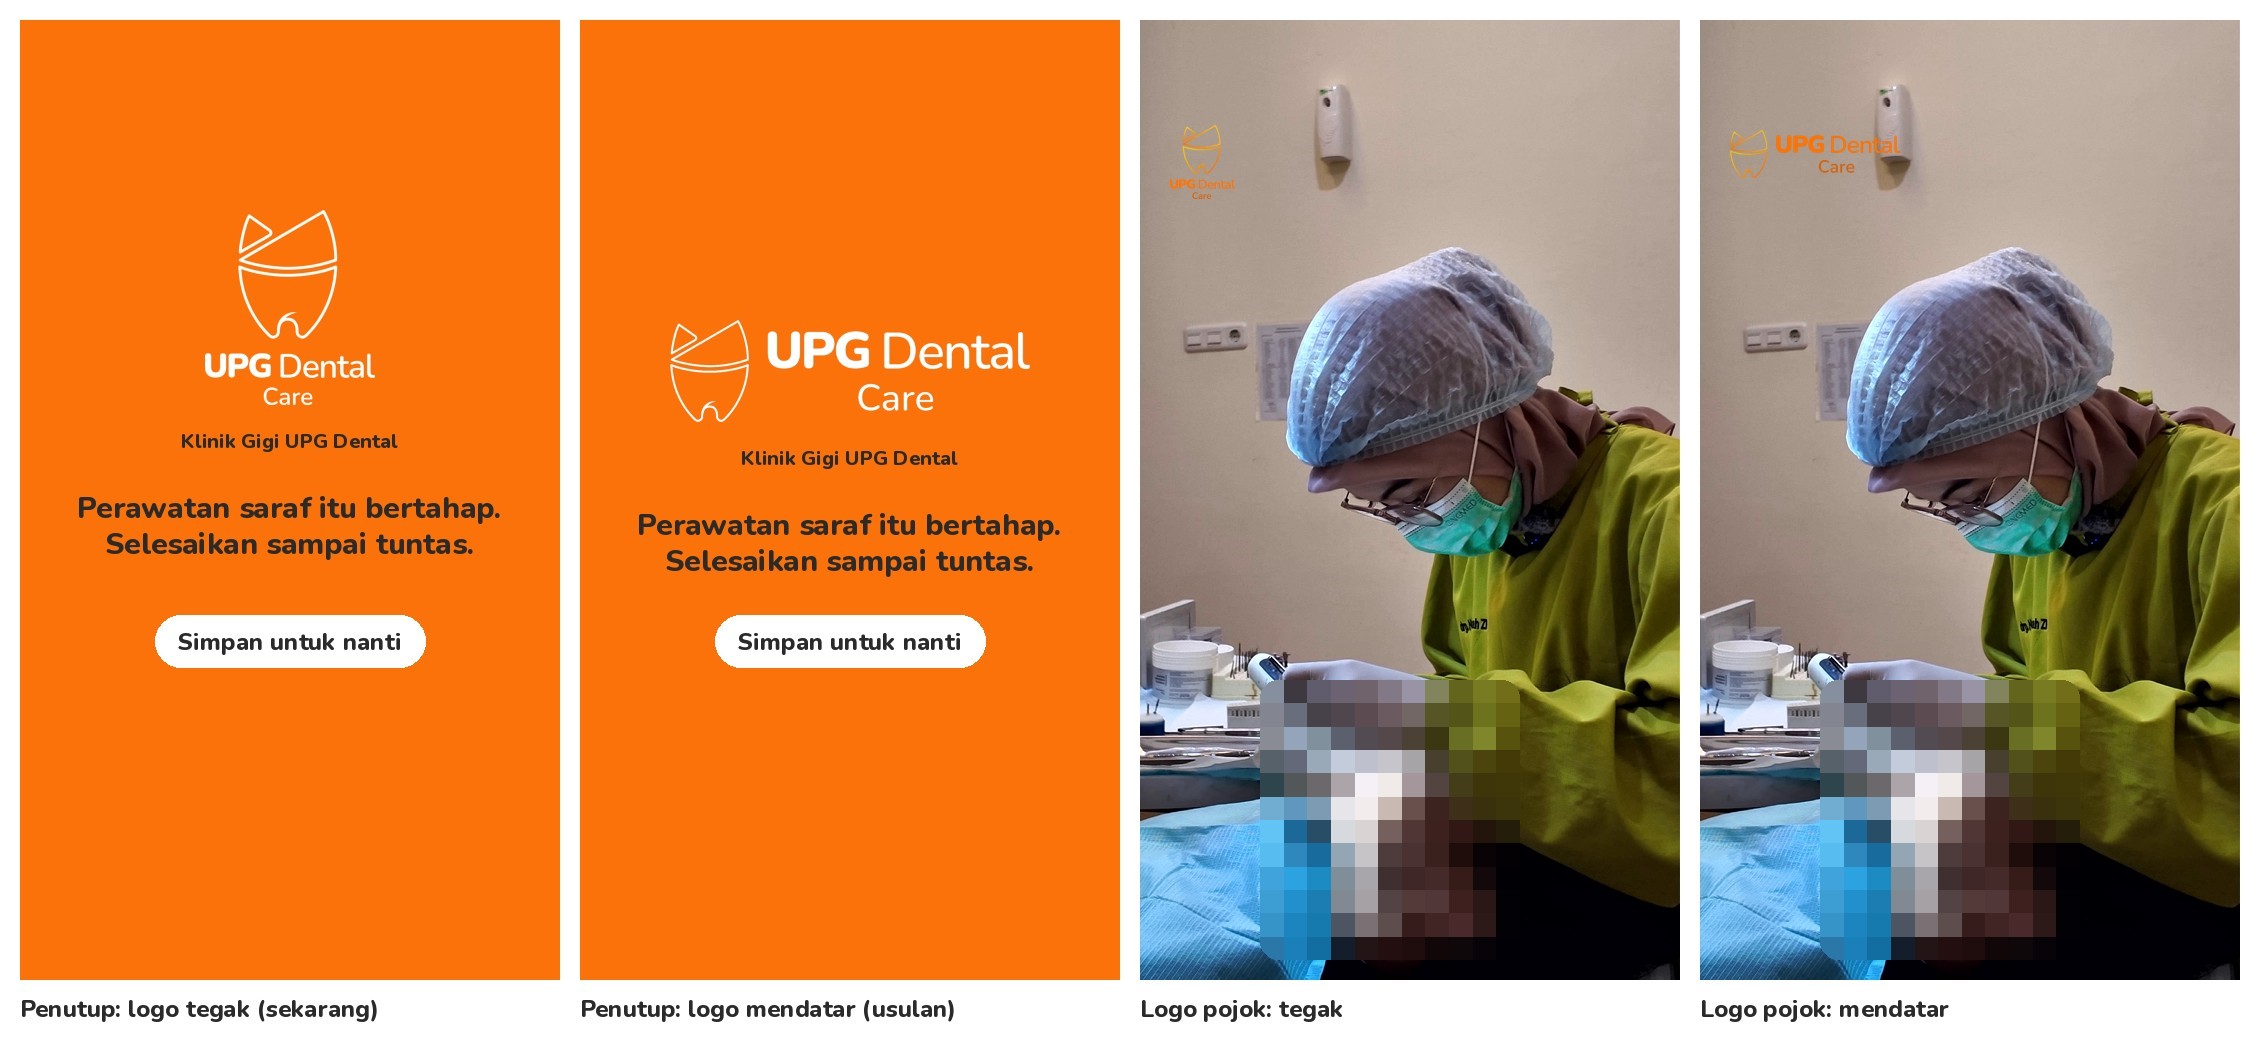 UPG Dental
Care
Klinik Gigi UPG Dental
Perawatan saraf itu bertahap.
Selesaikan sampai tuntas.
Simpan untuk nanti
Penutup: logo tegak (sekarang)
UPG Dental
Care
Klinik Gigi UPG Dental
Perawatan saraf itu bertahap.
Selesaikan sampai tuntas.
Simpan untuk nanti
Penutup: logo mendatar (usulan)
UPG Dental
Care
Logo pojok: tegak
UPG Dental
Care
Logo pojok: mendatar